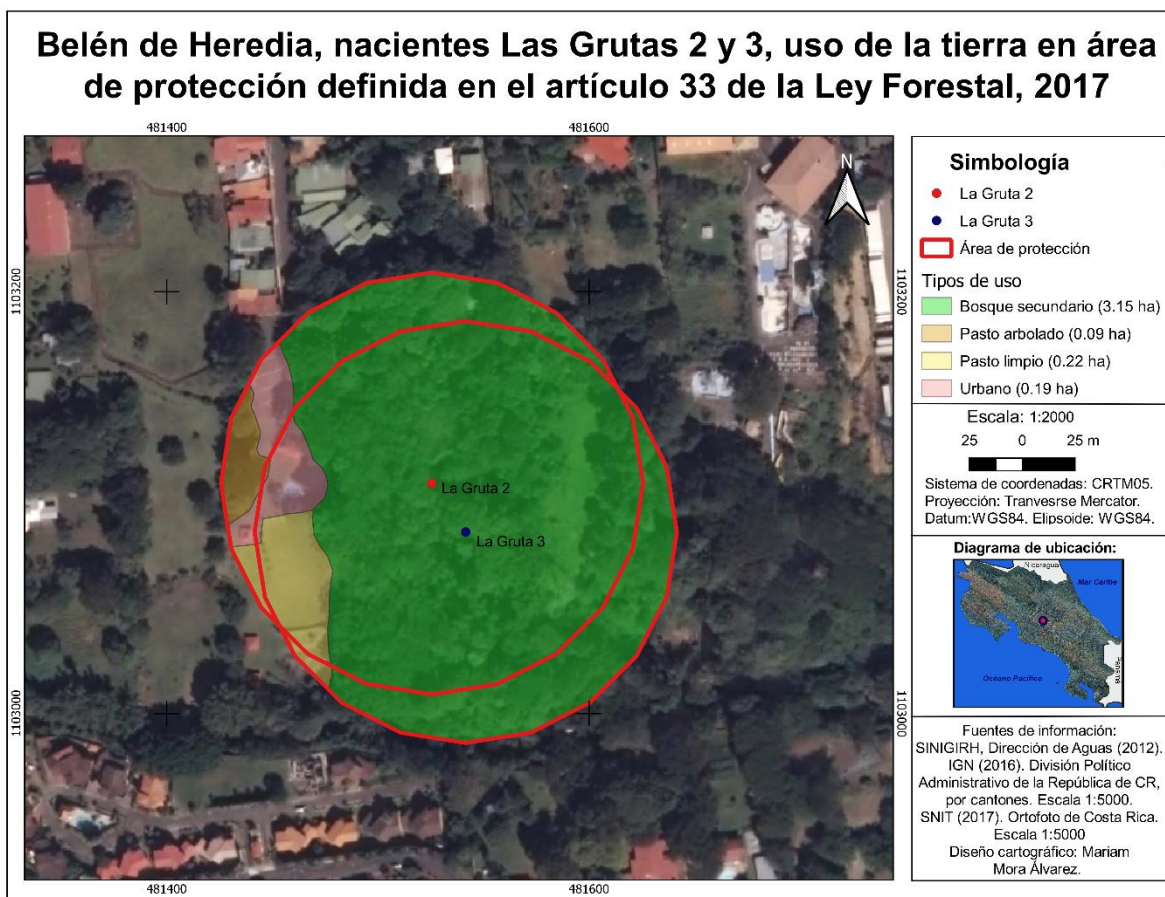 Belén de Heredia, nacientes Las Grutas 2 y 3, uso de la tierra en área
de protección definida en el artículo 33 de la Ley Forestal, 2017
481400
481600
1103200
1103200
1103000
1103000
481400
481600
N
La Gruta 2
La Gruta 3
Simbología
La Gruta 2
La Gruta 3
Área de protección
Tipos de uso
Bosque secundario (3.15 ha)
Pasto arbolado (0.09 ha)
Pasto limpio (0.22 ha)
Urbano (0.19 ha)
Escala: 1:2000
25 0 25 m
Sistema de coordenadas: CRTM05.
Proyección: Tranvesrse Mercator.
Datum:WGS84. Elipsoide: WGS84.
Diagrama de ubicación:
Nicaragua
Mar Caribe
Océano Pacífico
Panamá
Fuentes de información:
SINIGIRH, Dirección de Aguas (2012).
IGN (2016). División Político
Administrativo de la República de CR,
por cantones. Escala 1:5000.
SNIT (2017). Ortofoto de Costa Rica.
Escala 1:5000
Diseño cartográfico: Mariam
Mora Álvarez.